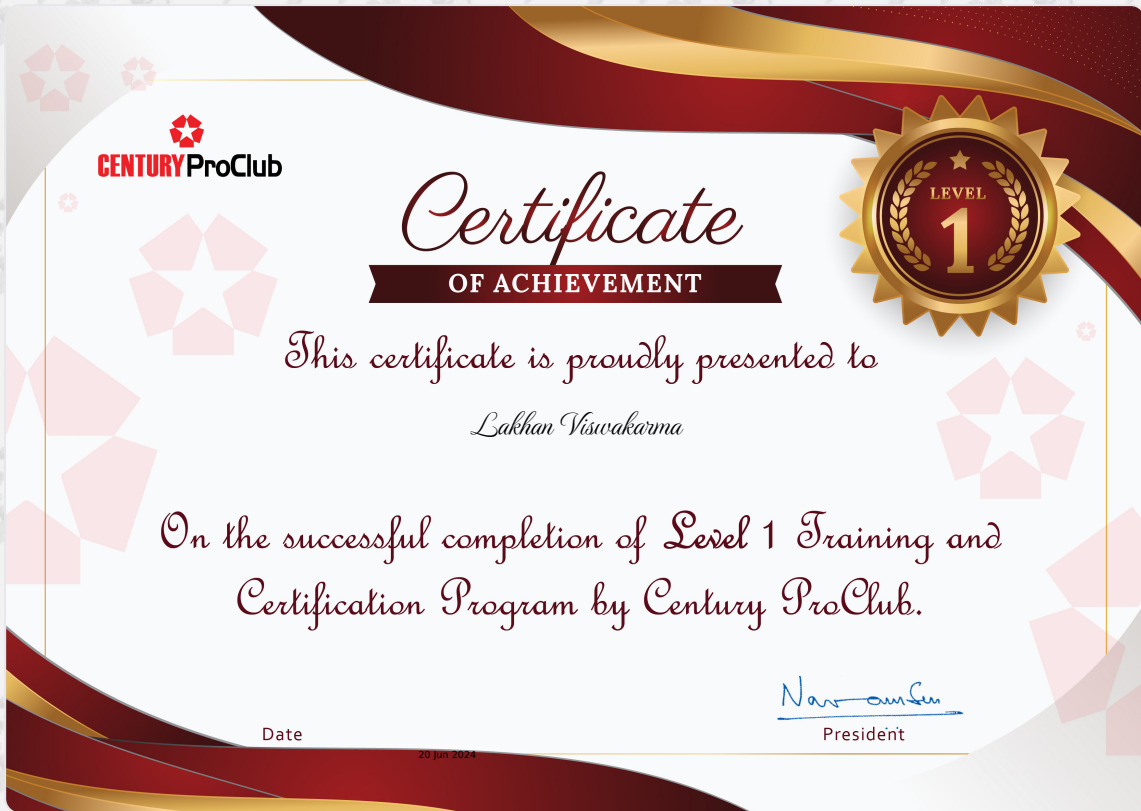 CENTURY ProClub
LEVEL
1
Certificate
OF ACHIEVEMENT
This certificate is proudly presented to
Lakhan Viswakarma
On the successful completion of Level 1 Training and
Certification Program by Century ProClub.
Date
President
20 Jun 2024